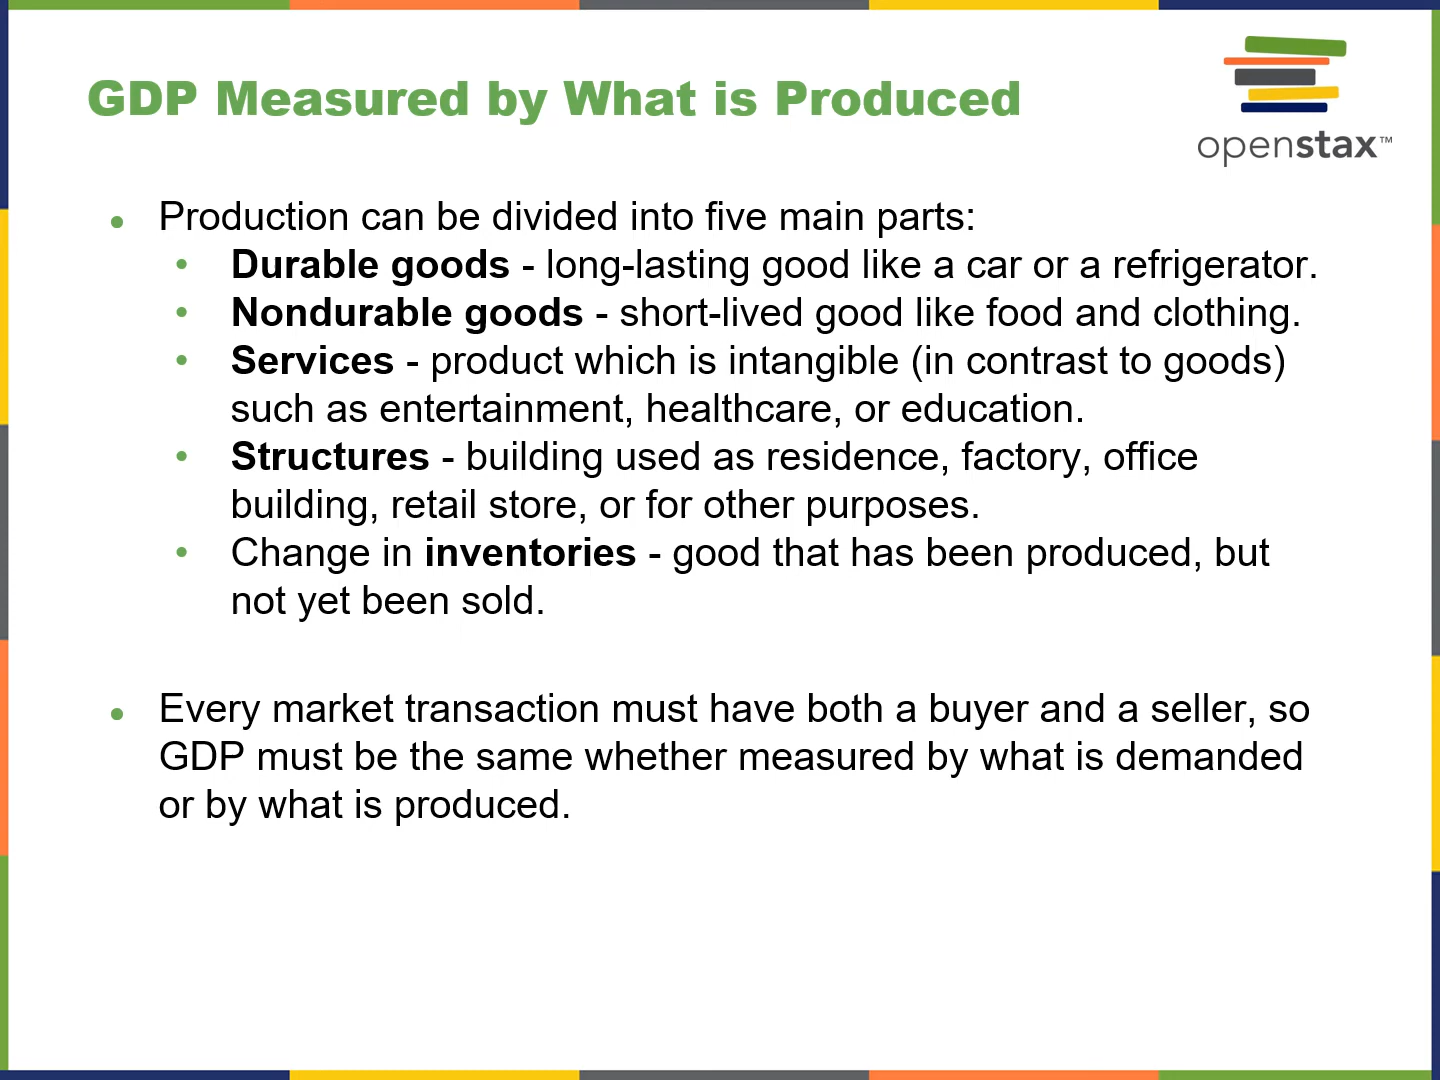 GDP Measured by What is Produced
openstax™
● Production can be divided into five main parts:
• Durable goods - long-lasting good like a car or a refrigerator.
• Nondurable goods - short-lived good like food and clothing.
• Services - product which is intangible (in contrast to goods)
such as entertainment, healthcare, or education.
• Structures - building used as residence, factory, office
building, retail store, or for other purposes.
• Change in inventories - good that has been produced, but
not yet been sold.
● Every market transaction must have both a buyer and a seller, so
GDP must be the same whether measured by what is demanded
or by what is produced.